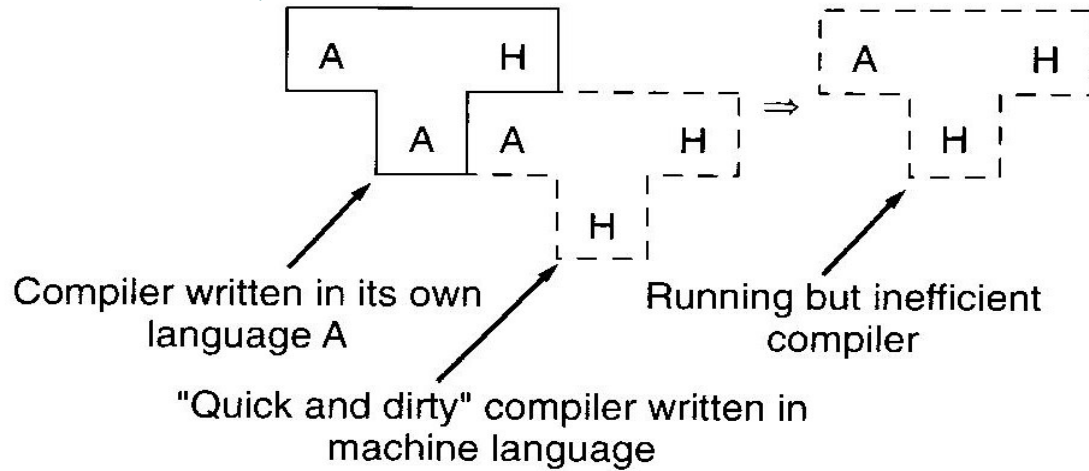 A H A H
A A H H
H
Compiler written in its own
language A
Running but inefficient
compiler
"Quick and dirty" compiler written in
machine language